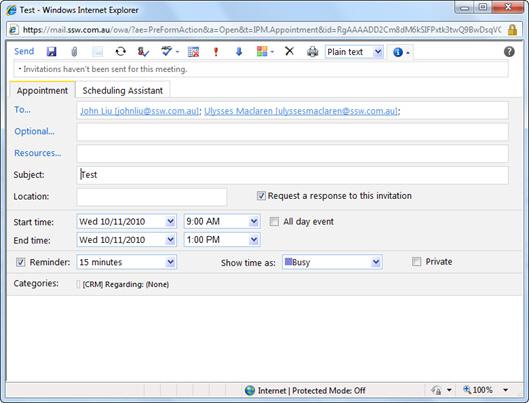 Test - Windows Internet Explorer
https://mail.ssw.com.au/owa/?ae=PreFormAction&a=Open&t=IPM.Appointment&id=RgAAAADD2Cm8dM6kSIFPxtk3twQ9BwDsqVC
Send Plain text
• Invitations haven't been sent for this meeting.
Appointment Scheduling Assistant
To... John Liu [johnliu@ssw.com.au]; Ulysses Maclaren [ulyssesmaclaren@ssw.com.au];
Optional...
Resources...
Subject: Test
Location: Request a response to this invitation
Start time: Wed 10/11/2010 9:00 AM All day event
End time: Wed 10/11/2010 1:00 PM
Reminder: 15 minutes Show time as: Busy Private
Categories: [CRM] Regarding: (None)
Internet | Protected Mode: Off 100%